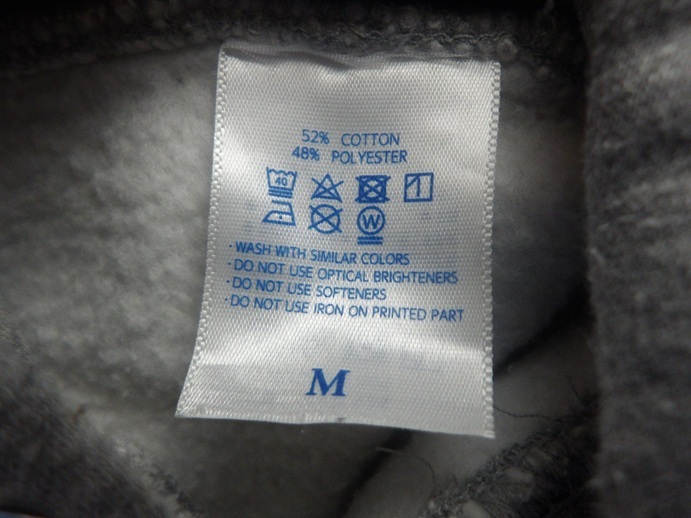 52% COTTON
48% POLYESTER
40
W
· WASH WITH SIMILAR COLORS
· DO NOT USE OPTICAL BRIGHTENERS
· DO NOT USE SOFTENERS
· DO NOT USE IRON ON PRINTED PART
M